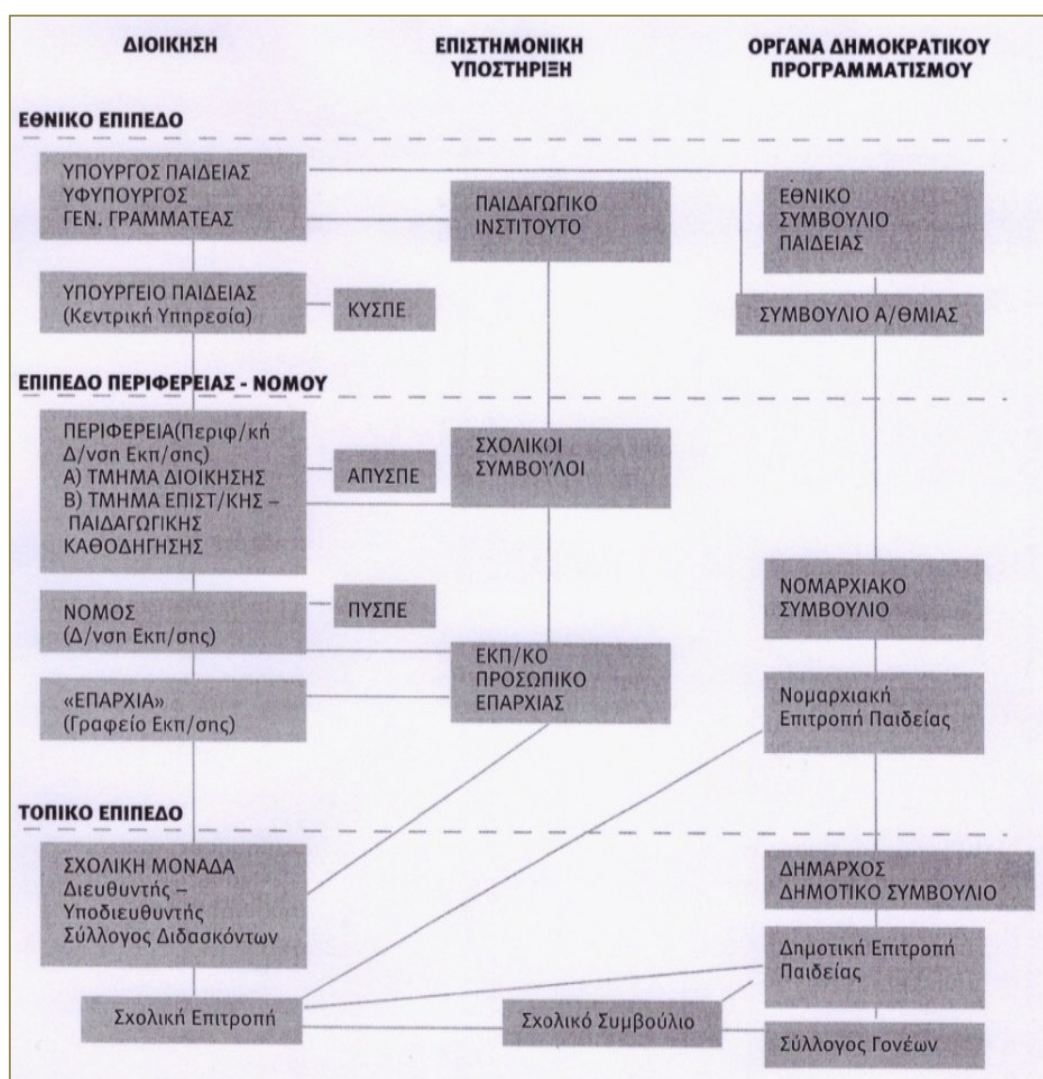 ΔΙΟΙΚΗΣΗ
ΕΠΙΣΤΗΜΟΝΙΚΗ
ΥΠΟΣΤΗΡΙΞΗ
ΟΡΓΑΝΑ ΔΗΜΟΚΡΑΤΙΚΟΥ
ΠΡΟΓΡΑΜΜΑΤΙΣΜΟΥ
ΕΘΝΙΚΟ ΕΠΙΠΕΔΟ
ΥΠΟΥΡΓΟΣ ΠΑΙΔΕΙΑΣ
ΥΦΥΠΟΥΡΓΟΣ
ΓΕΝ. ΓΡΑΜΜΑΤΕΑΣ
ΠΑΙΔΑΓΩΓΙΚΟ
ΙΝΣΤΙΤΟΥΤΟ
ΕΘΝΙΚΟ
ΣΥΜΒΟΥΛΙΟ
ΠΑΙΔΕΙΑΣ
ΥΠΟΥΡΓΕΙΟ ΠΑΙΔΕΙΑΣ
(Κεντρική Υπηρεσία)
ΚΥΣΠΕ
ΣΥΜΒΟΥΛΙΟ Α/ΘΜΙΑΣ
ΕΠΙΠΕΔΟ ΠΕΡΙΦΕΡΕΙΑΣ - ΝΟΜΟΥ
ΠΕΡΙΦΕΡΕΙΑ(Περιφ/κή
Δ/νση Εκπ/σης)
Α) ΤΜΗΜΑ ΔΙΟΙΚΗΣΗΣ
Β) ΤΜΗΜΑ ΕΠΙΣΤ/ΚΗΣ –
ΠΑΙΔΑΓΩΓΙΚΗΣ
ΚΑΘΟΔΗΓΗΣΗΣ
ΑΠΥΣΠΕ
ΣΧΟΛΙΚΟΙ
ΣΥΜΒΟΥΛΟΙ
ΝΟΜΟΣ
(Δ/νση Εκπ/σης)
ΠΥΣΠΕ
ΝΟΜΑΡΧΙΑΚΟ
ΣΥΜΒΟΥΛΙΟ
ΕΚΠ/ΚΟ
ΠΡΟΣΩΠΙΚΟ
ΕΠΑΡΧΙΑΣ
«ΕΠΑΡΧΙΑ»
(Γραφείο Εκπ/σης)
Νομαρχιακή
Επιτροπή Παιδείας
ΤΟΠΙΚΟ ΕΠΙΠΕΔΟ
ΣΧΟΛΙΚΗ ΜΟΝΑΔΑ
Διευθυντής –
Υποδιευθυντής
Σύλλογος Διδασκόντων
ΔΗΜΑΡΧΟΣ
ΔΗΜΟΤΙΚΟ ΣΥΜΒΟΥΛΙΟ
Δημοτική Επιτροπή
Παιδείας
Σχολική Επιτροπή
Σχολικό Συμβούλιο
Σύλλογος Γονέων